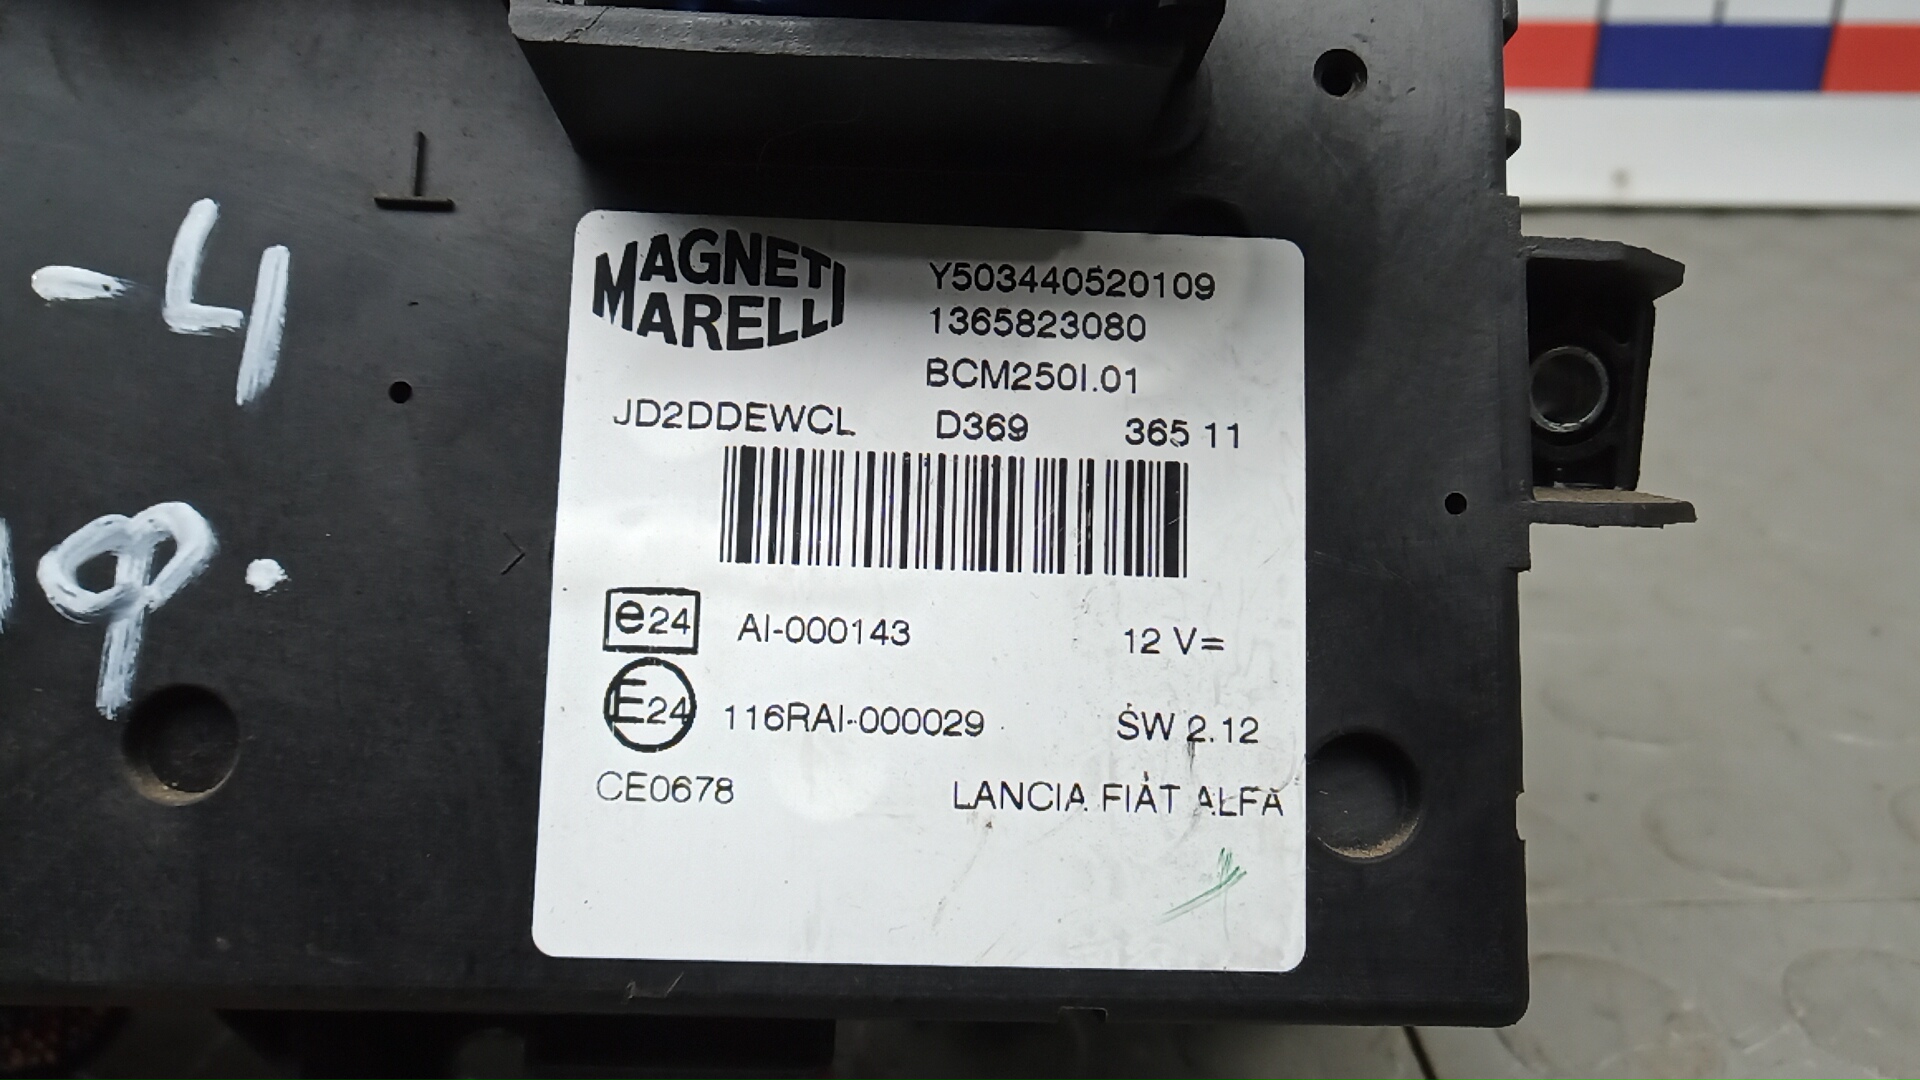 MAGNETI
MARELLI
Y503440520109
1365823080
BCM250I.01
JD2DDEWCL D369 365 11
e24 AI-000143 12 V=
E24 116RAI-000029 SW 2.12
CE0678 LANCIA FIAT ALFA
-4